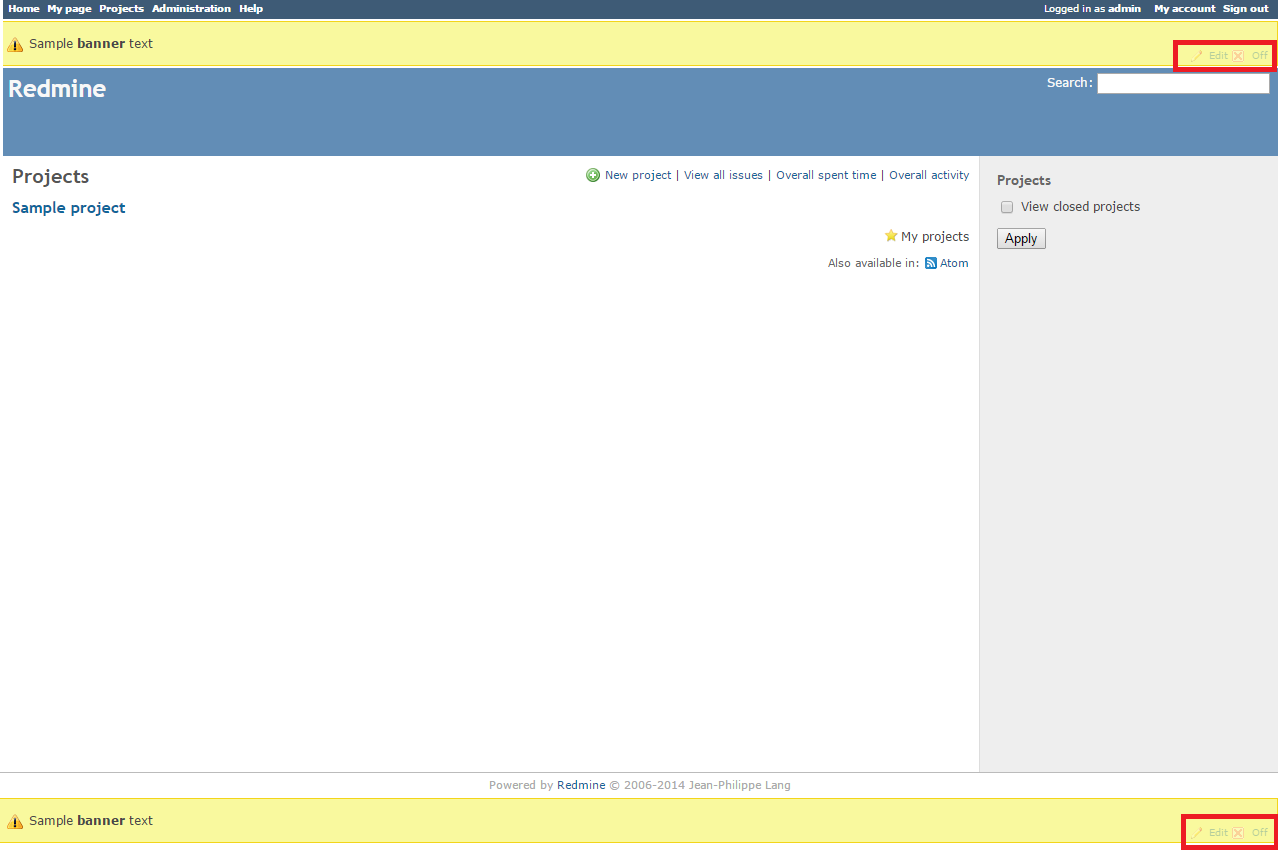 Home My page Projects Administration Help Logged in as admin My account Sign out
Sample banner text
Edit Off
Redmine Search:
Projects New project | View all issues | Overall spent time | Overall activity Projects
Sample project View closed projects
My projects Apply
Also available in: Atom
Powered by Redmine © 2006-2014 Jean-Philippe Lang
Sample banner text
Edit Off